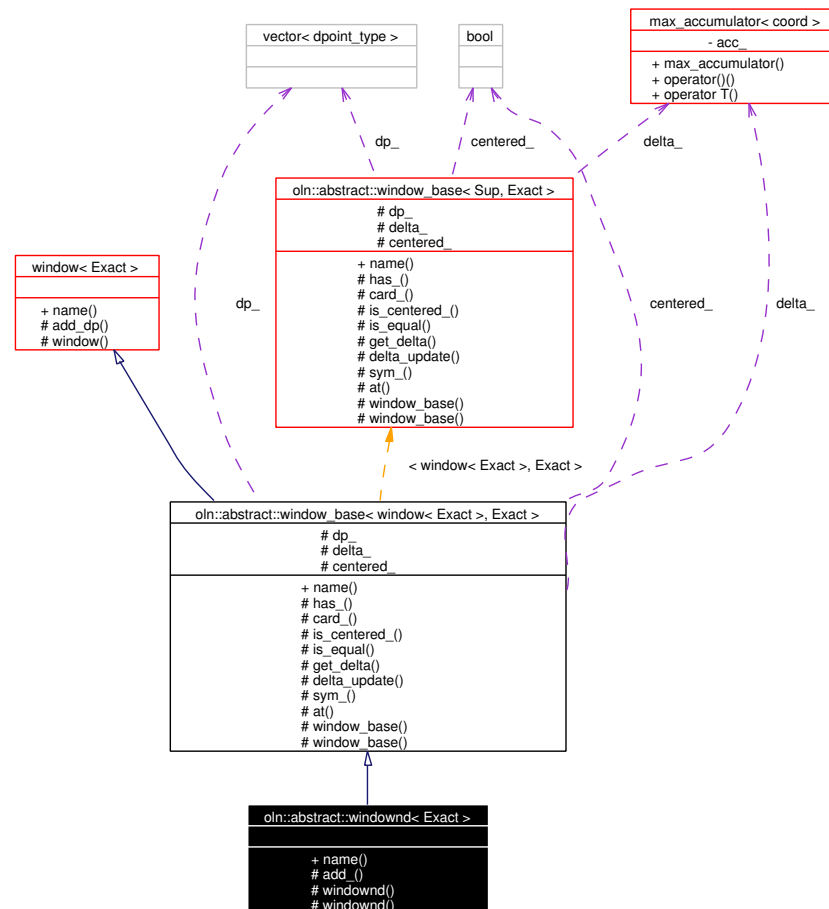 vector< dpoint_type >
bool
max_accumulator< coord >
- acc_
+ max_accumulator()
+ operator()()
+ operator T()
dp_
centered_
delta_
oln::abstract::window_base< Sup, Exact >
# dp_
# delta_
# centered_
+ name()
# has_()
# card_()
# is_centered_()
# is_equal()
# get_delta()
# delta_update()
# sym_()
# at()
# window_base()
# window_base()
window< Exact >
+ name()
# add_dp()
# window()
dp_
centered_
delta_
< window< Exact >, Exact >
oln::abstract::window_base< window< Exact >, Exact >
# dp_
# delta_
# centered_
+ name()
# has_()
# card_()
# is_centered_()
# is_equal()
# get_delta()
# delta_update()
# sym_()
# at()
# window_base()
# window_base()
oln::abstract::windownd< Exact >
+ name()
# add_()
# windownd()
# windownd()